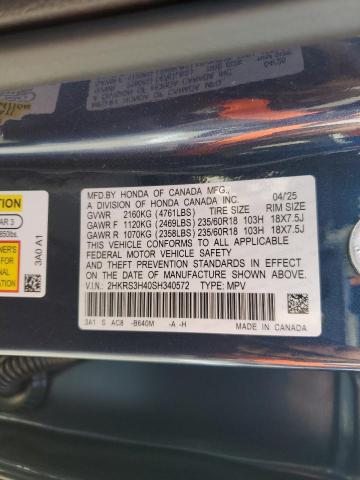 MFD. BY HONDA OF CANADA MFG.,
A DIVISION OF HONDA CANADA INC. 04/25
GVWR 2160KG (4761LBS) TIRE SIZE RIM SIZE
GAWR F 1120KG (2469LBS) 235/60R18 103H 18X7.5J
GAWR R 1070KG (2358LBS) 235/60R18 103H 18X7.5J
THIS VEHICLE CONFORMS TO ALL APPLICABLE
FEDERAL MOTOR VEHICLE SAFETY
AND THEFT PREVENTION STANDARDS IN EFFECT ON
THE DATE OF MANUFACTURE SHOWN ABOVE.
V.I.N.: 2HKRS3H40SH340572 TYPE: MPV
3A1 S AC8 -B640M -A -H
MADE IN CANADA
3A0 A1